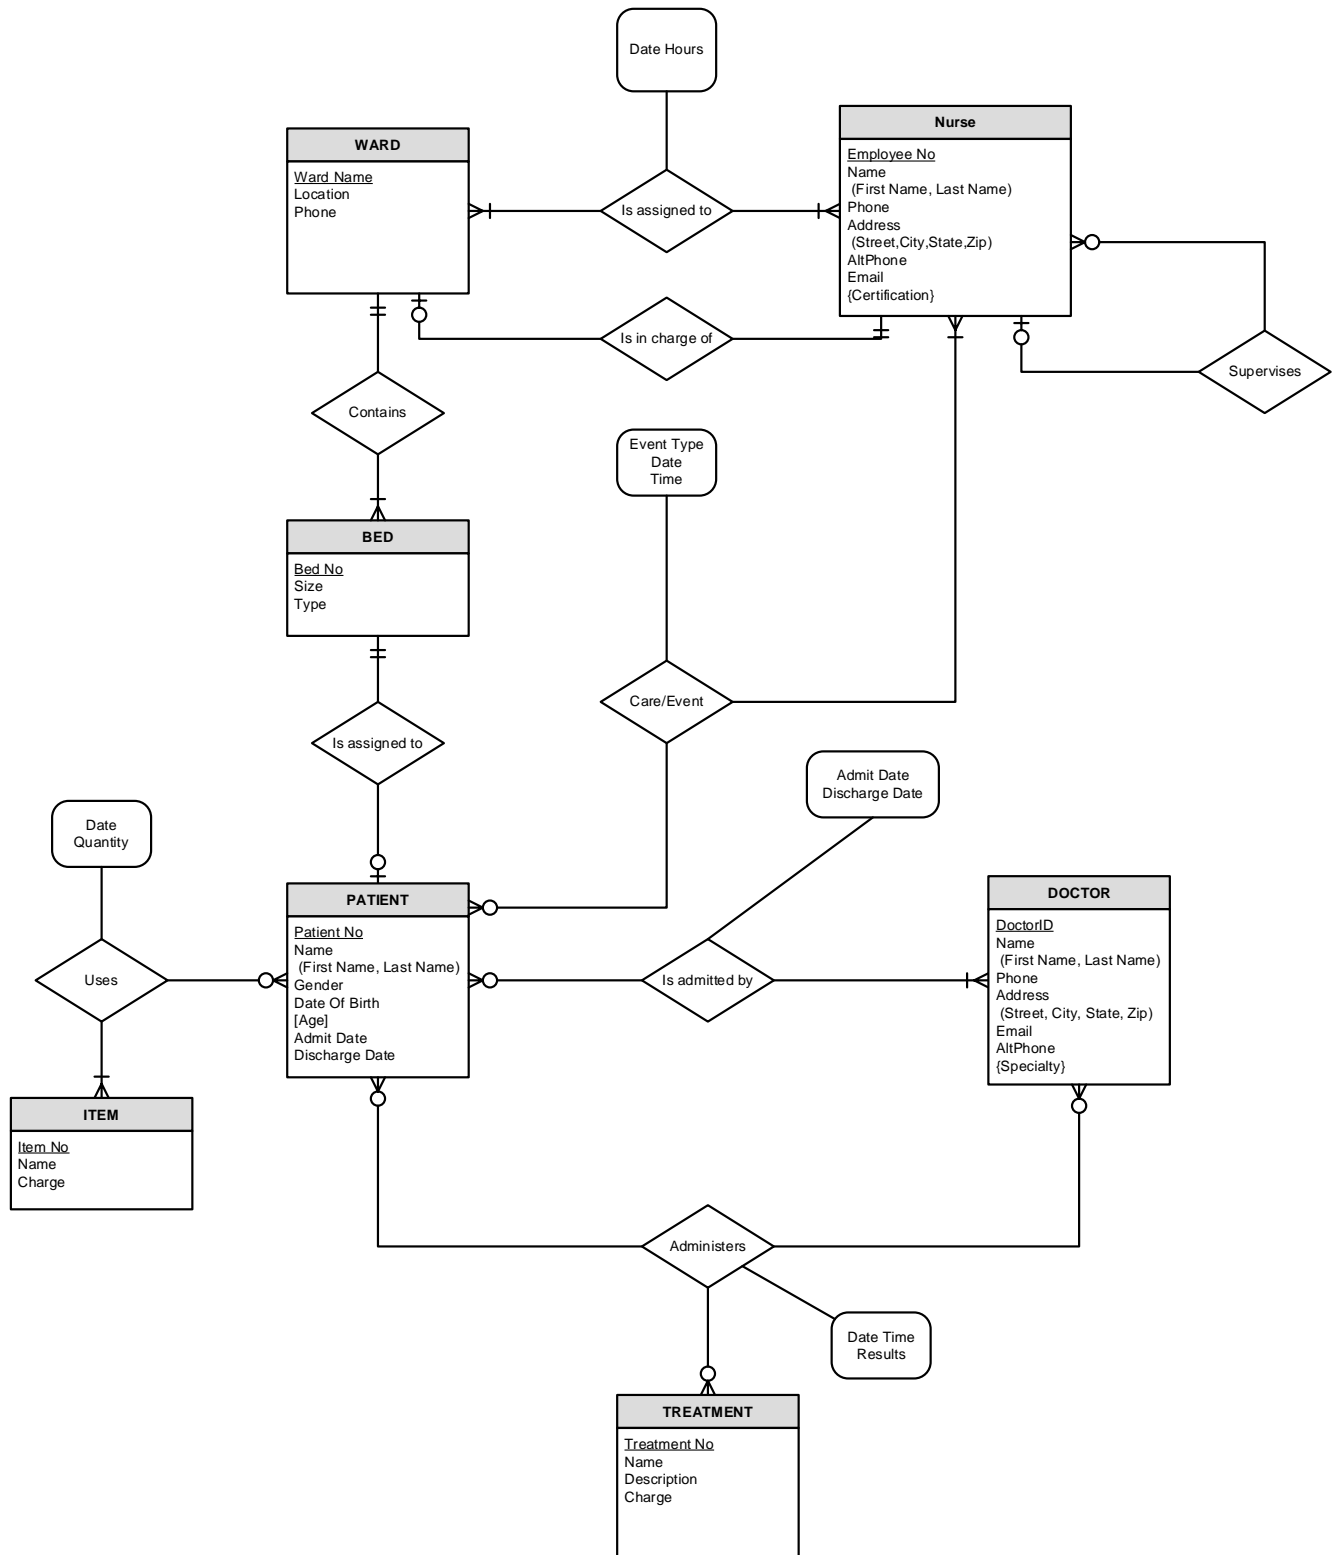 Date Hours
WARD
Ward Name
Location
Phone
Is assigned to
Nurse
Employee No
Name
(First Name, Last Name)
Phone
Address
(Street,City,State,Zip)
AltPhone
Email
{Certification}
Is in charge of
Supervises
Contains
Event Type
Date
Time
BED
Bed No
Size
Type
Care/Event
Is assigned to
Admit Date
Discharge Date
Date
Quantity
Uses
PATIENT
Patient No
Name
(First Name, Last Name)
Gender
Date Of Birth
[Age]
Admit Date
Discharge Date
Is admitted by
DOCTOR
DoctorID
Name
(First Name, Last Name)
Phone
Address
(Street, City, State, Zip)
Email
AltPhone
{Specialty}
ITEM
Item No
Name
Charge
Administers
Date Time
Results
TREATMENT
Treatment No
Name
Description
Charge